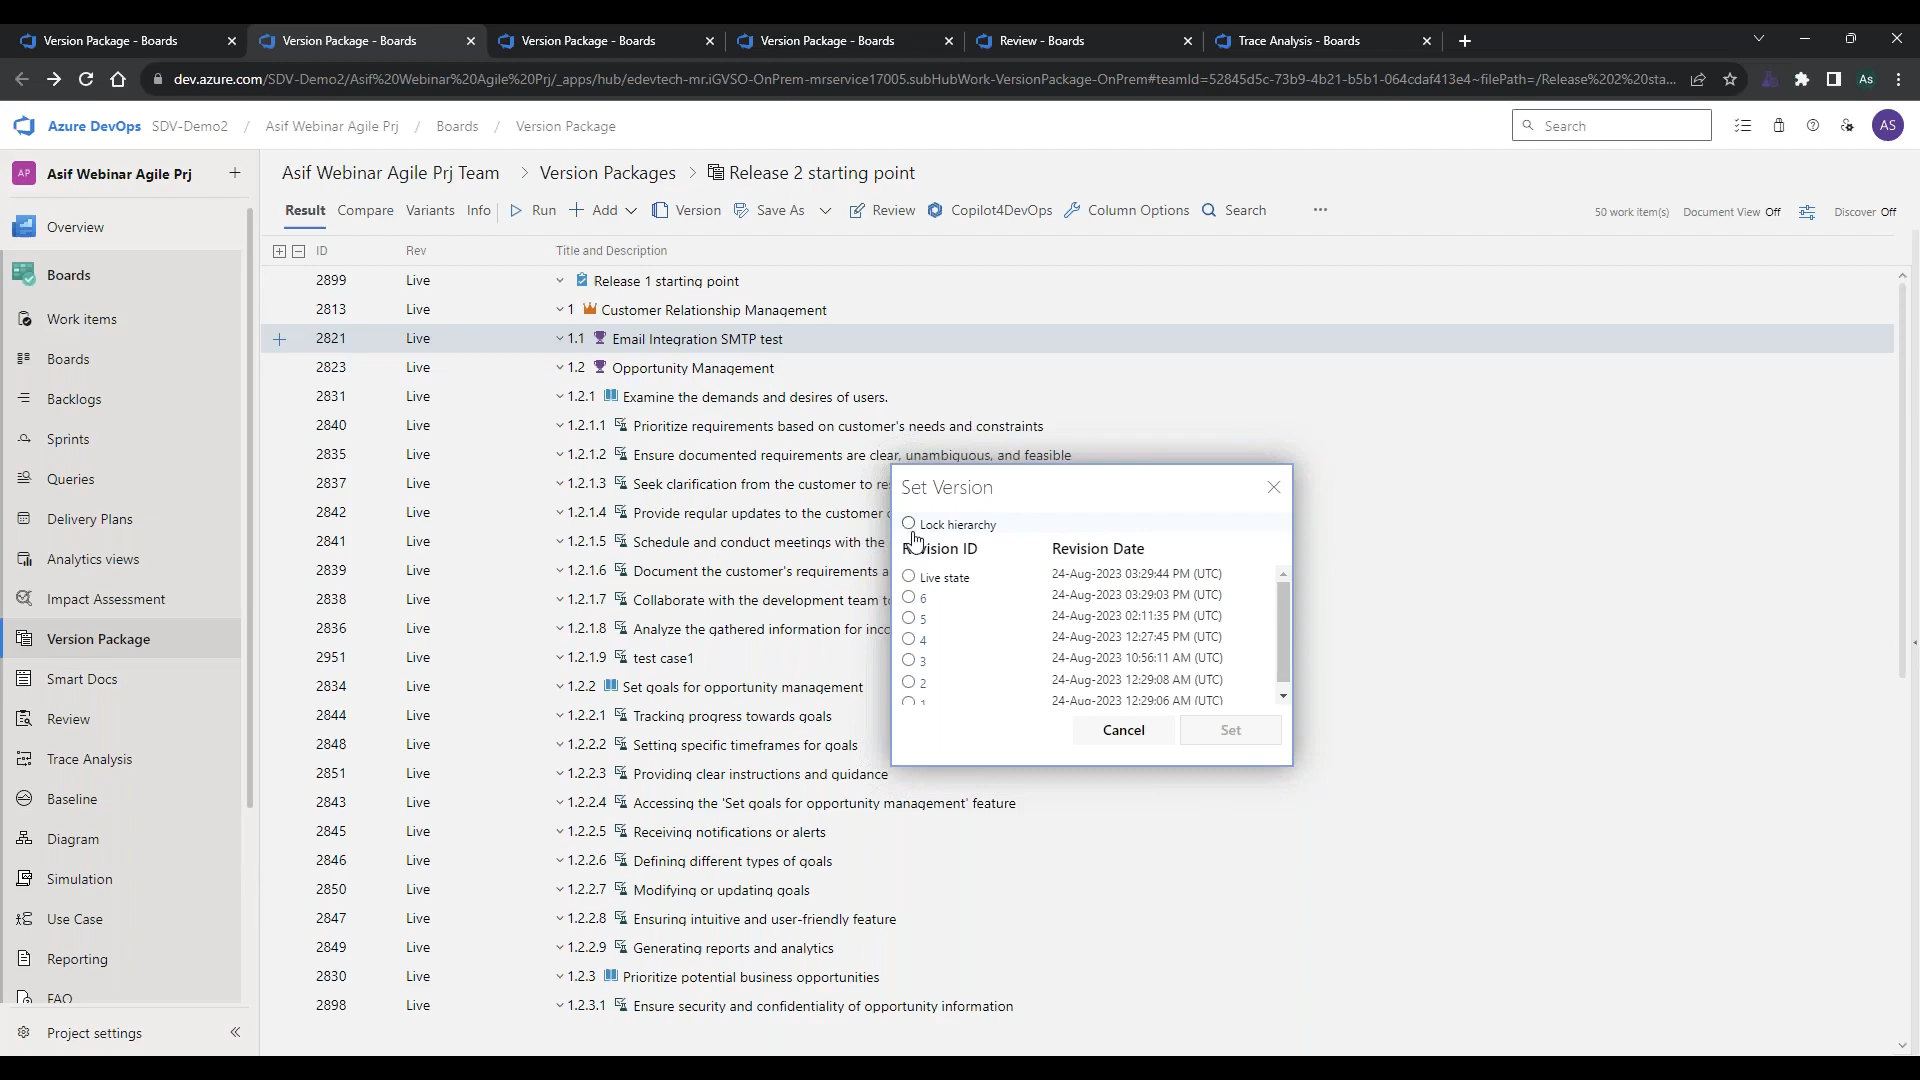 Version Package - Boards
Version Package - Boards
Version Package - Boards
Version Package - Boards
Review - Boards
Trace Analysis - Boards
dev.azure.com/SDV-Demo2/Asif%20Webinar%20Agile%20Prj/_apps/hub/edevtech-mr.iGVSO-OnPrem-mrservice17005.subHubWork-VersionPackage-OnPrem#teamId=52845d5c-73b9-4b21-b5b1-064cdaf413e4~filePath=/Release%202%20sta...
As
Azure DevOps SDV-Demo2 / Asif Webinar Agile Prj / Boards / Version Package
Search
AS
AP Asif Webinar Agile Prj +
Overview
Boards
Work items
Boards
Backlogs
Sprints
Queries
Delivery Plans
Analytics views
Impact Assessment
Version Package
Smart Docs
Review
Trace Analysis
Baseline
Diagram
Simulation
Use Case
Reporting
FAQ
Project settings
Asif Webinar Agile Prj Team > Version Packages > Release 2 starting point
Result Compare Variants Info Run Add Version Save As Review Copilot4DevOps Column Options Search ...
50 work item(s) Document View Off Discover Off
ID Rev Title and Description
2899 Live Release 1 starting point
2813 Live 1 Customer Relationship Management
2821 Live 1.1 Email Integration SMTP test
2823 Live 1.2 Opportunity Management
2831 Live 1.2.1 Examine the demands and desires of users.
2840 Live 1.2.1.1 Prioritize requirements based on customer's needs and constraints
2835 Live 1.2.1.2 Ensure documented requirements are clear, unambiguous, and feasible
2837 Live 1.2.1.3 Seek clarification from the customer to
2842 Live 1.2.1.4 Provide regular updates to the customer
2841 Live 1.2.1.5 Schedule and conduct meetings with the
2839 Live 1.2.1.6 Document the customer's requirements
2838 Live 1.2.1.7 Collaborate with the development team
2836 Live 1.2.1.8 Analyze the gathered information for
2951 Live 1.2.1.9 test case1
2834 Live 1.2.2 Set goals for opportunity management
2844 Live 1.2.2.1 Tracking progress towards goals
2848 Live 1.2.2.2 Setting specific timeframes for goals
2851 Live 1.2.2.3 Providing clear instructions and guidance
2843 Live 1.2.2.4 Accessing the 'Set goals for opportunity management' feature
2845 Live 1.2.2.5 Receiving notifications or alerts
2846 Live 1.2.2.6 Defining different types of goals
2850 Live 1.2.2.7 Modifying or updating goals
2847 Live 1.2.2.8 Ensuring intuitive and user-friendly feature
2849 Live 1.2.2.9 Generating reports and analytics
2830 Live 1.2.3 Prioritize potential business opportunities
2898 Live 1.2.3.1 Ensure security and confidentiality of opportunity information
Set Version
Lock hierarchy
Revision ID Revision Date
Live state 24-Aug-2023 03:29:44 PM (UTC)
6 24-Aug-2023 03:29:03 PM (UTC)
5 24-Aug-2023 02:11:35 PM (UTC)
4 24-Aug-2023 12:27:45 PM (UTC)
3 24-Aug-2023 10:56:11 AM (UTC)
2 24-Aug-2023 12:29:08 AM (UTC)
1 24-Aug-2023 12:29:06 AM (UTC)
Cancel Set